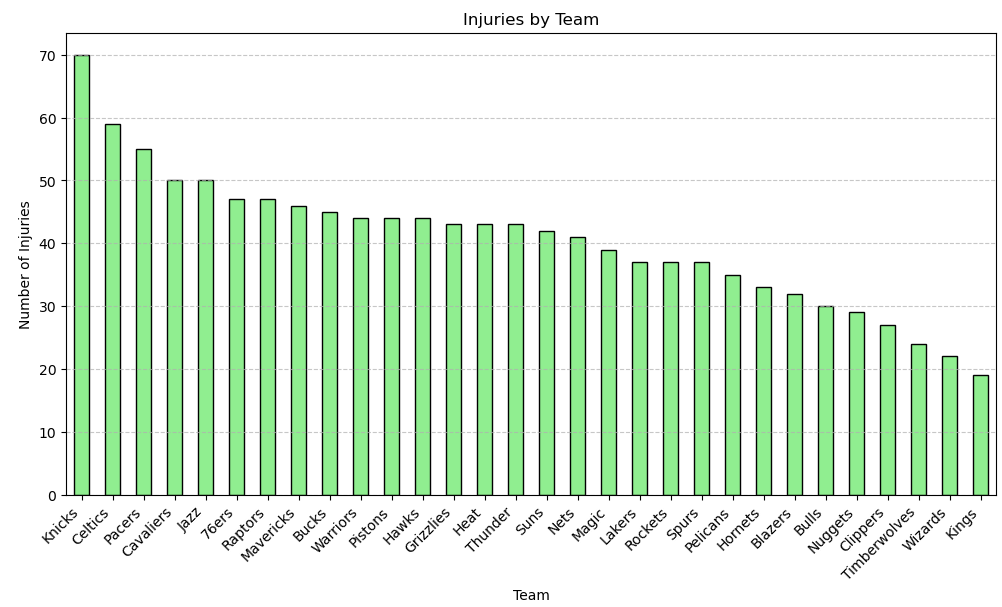 Injuries by Team
Number of Injuries
70
60
50
40
30
20
10
0
Knicks
Celtics
Pacers
Cavaliers
Jazz
76ers
Raptors
Mavericks
Bucks
Warriors
Pistons
Hawks
Grizzlies
Heat
Thunder
Suns
Nets
Magic
Lakers
Rockets
Spurs
Pelicans
Hornets
Blazers
Bulls
Nuggets
Clippers
Timberwolves
Wizards
Kings
Team